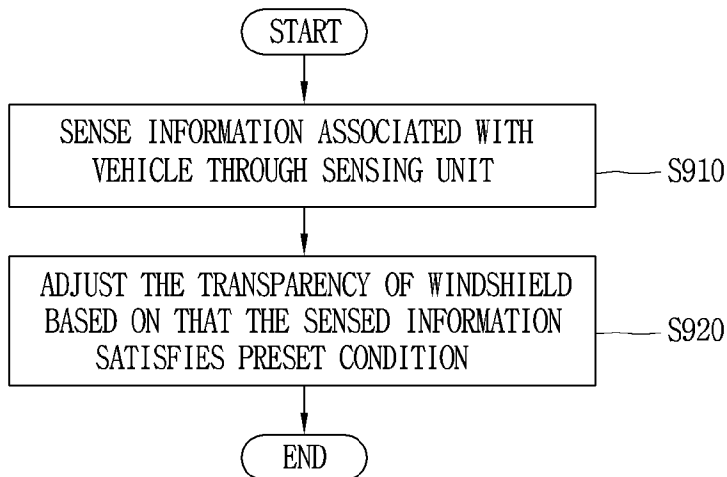 START
SENSE INFORMATION ASSOCIATED WITH
VEHICLE THROUGH SENSING UNIT
S910
ADJUST THE TRANSPARENCY OF WINDSHIELD
BASED ON THAT THE SENSED INFORMATION
SATISFIES PRESET CONDITION
S920
END